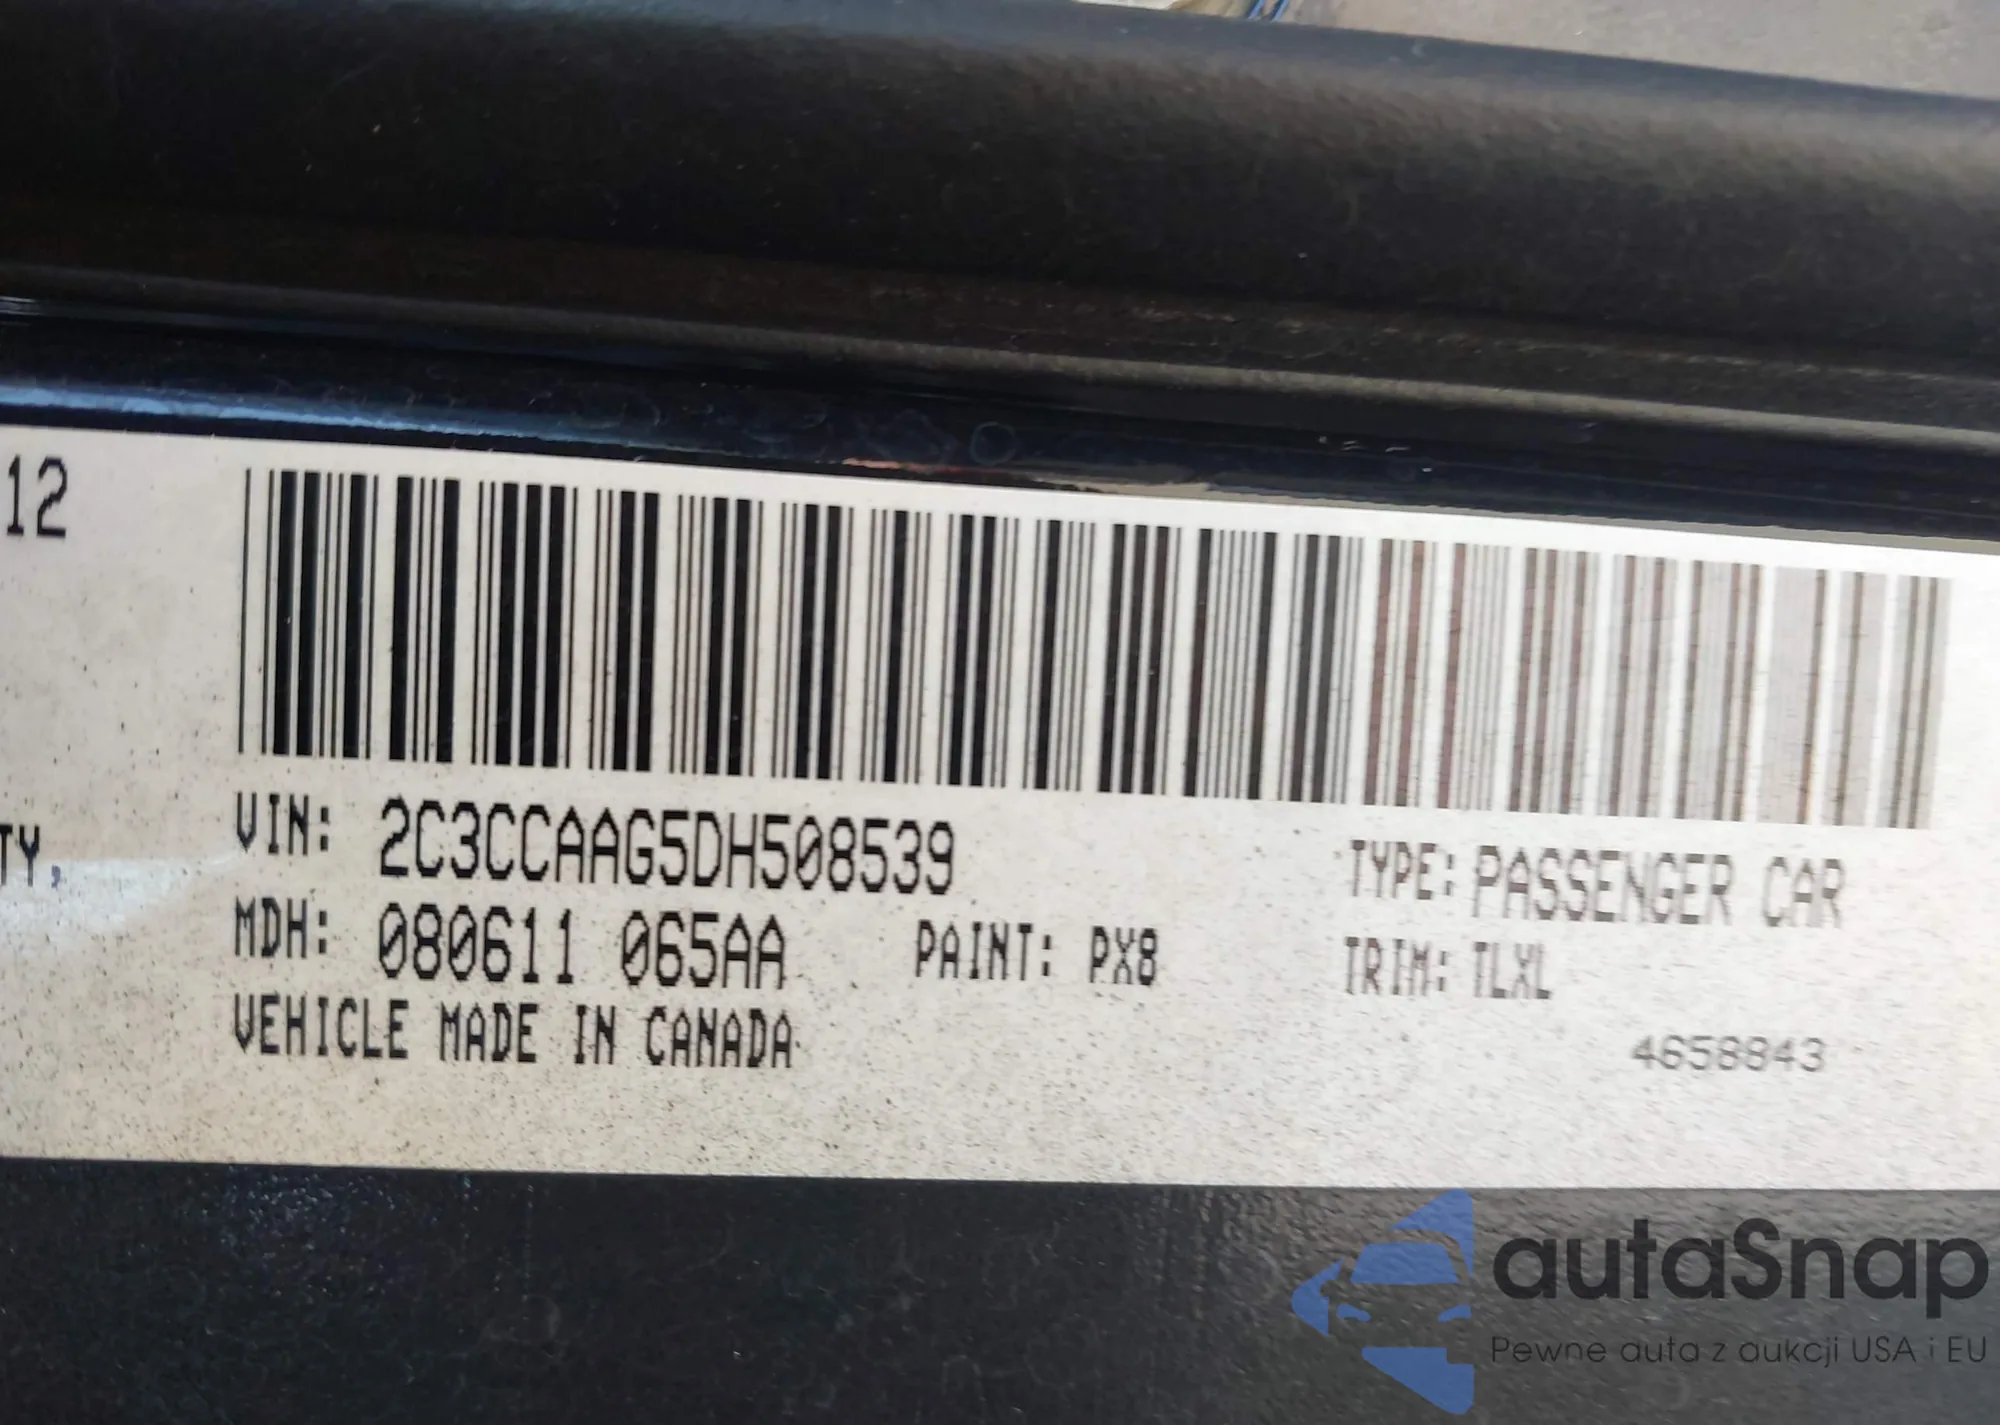 12
TY,
VIN: 2C3CCAAG5DH508539
TYPE: PASSENGER CAR
MDH: 080611 065AA
PAINT: PX8
TRIM: TLXL
VEHICLE MADE IN CANADA
4658843
autaSnap
Pewne auta z aukcji USA i EU